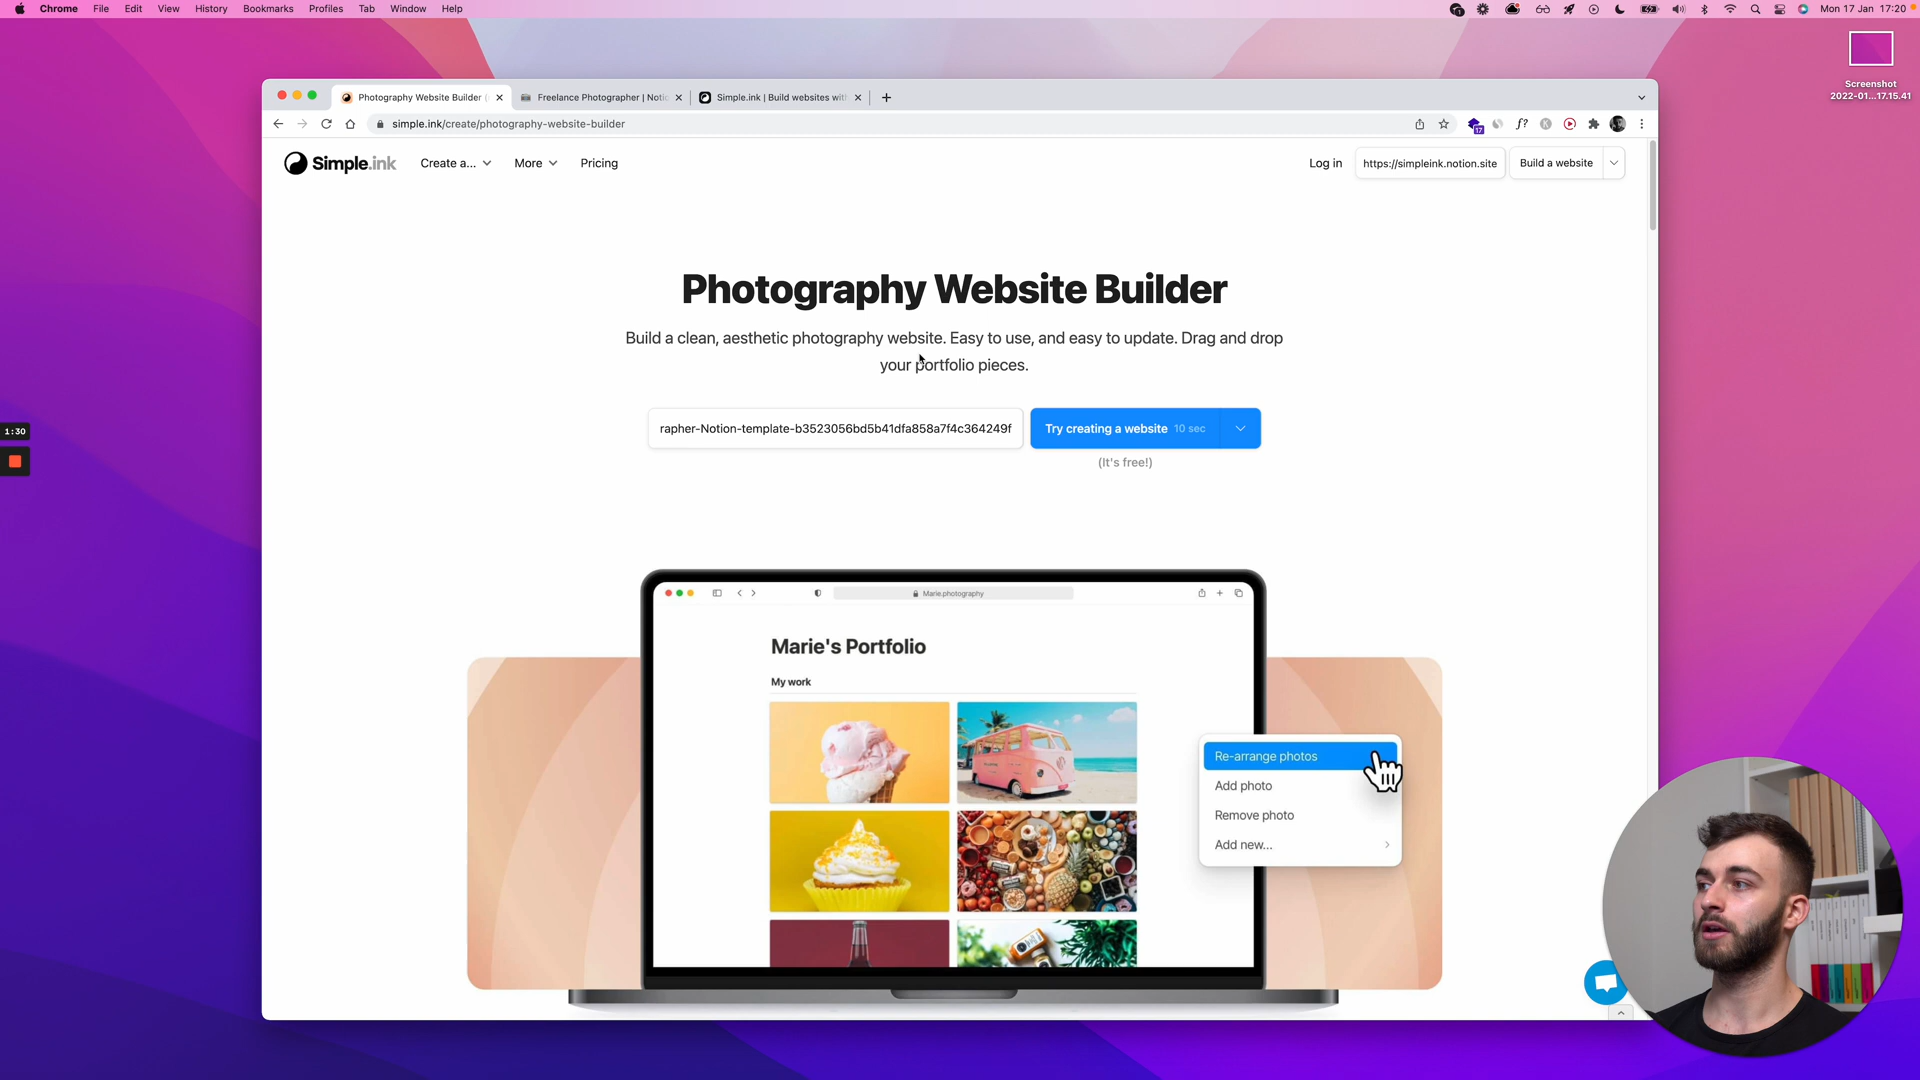 Chrome File Edit View History Bookmarks Profiles Tab Window Help
Mon 17 Jan 17:20
Screenshot
2022-01...17.15.41
Photography Website Builder (
Freelance Photographer | Notio
Simple.ink | Build websites with
simple.ink/create/photography-website-builder
17
Simple.ink
Create a...
More
Pricing
Log in
https://simpleink.notion.site
Build a website
Photography Website Builder
Build a clean, aesthetic photography website. Easy to use, and easy to update. Drag and drop
your portfolio pieces.
1:30
rapher-Notion-template-b3523056bd5b41dfa858a7f4c364249f
Try creating a website 10 sec
(It's free!)
Marie.photography
Marie's Portfolio
My work
Re-arrange photos
Add photo
Remove photo
Add new...